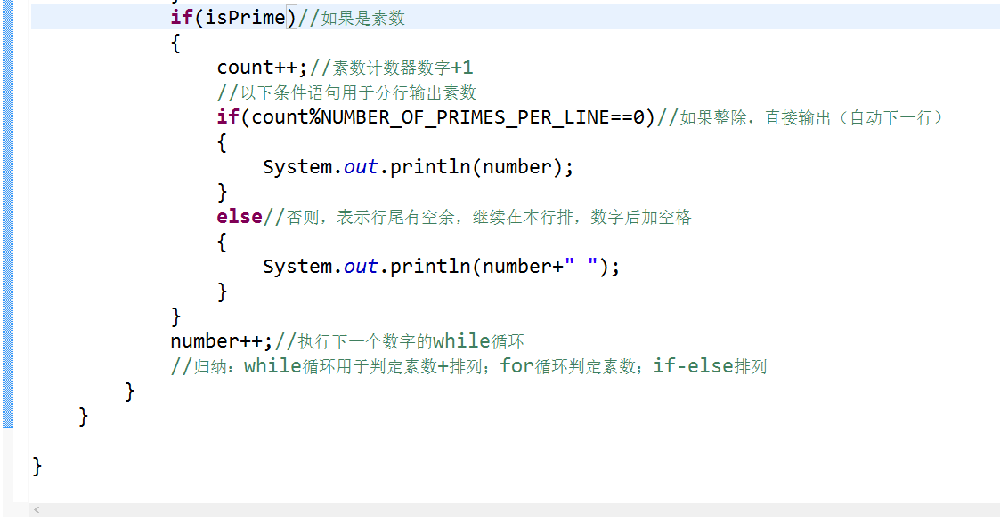 if(isPrime)//如果是素数
{
count++;//素数计数器数字+1
//以下条件语句用于分行输出素数
if(count%NUMBER_OF_PRIMES_PER_LINE==0)//如果整除，直接输出（自动下一行）
{
System.out.println(number);
}
else//否则，表示行尾有空余，继续在本行排，数字后加空格
{
System.out.println(number+" ");
}
}
number++;//执行下一个数字的while循环
//归纳：while循环用于判定素数+排列；for循环判定素数；if-else排列
}
}
}